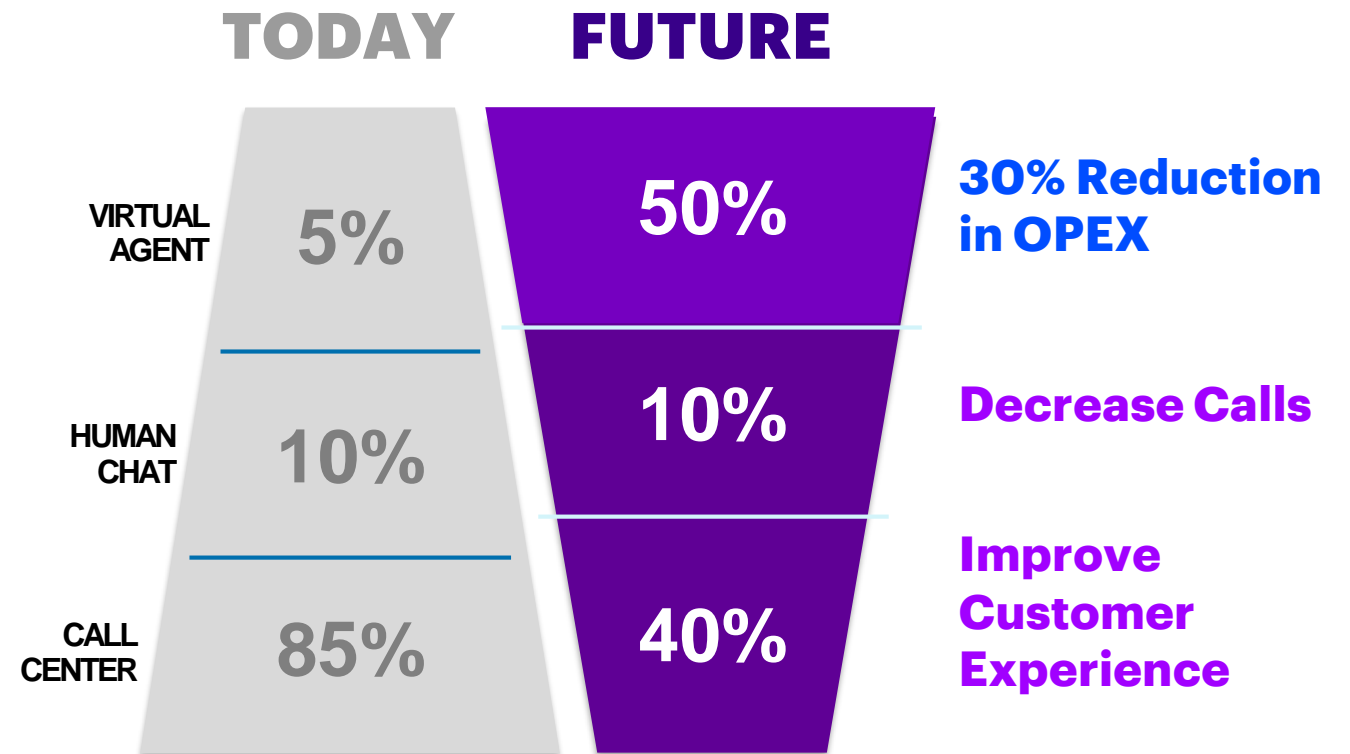 TODAY FUTURE
VIRTUAL
AGENT
5%
50%
30% Reduction
in OPEX
HUMAN
CHAT
10%
10%
Decrease Calls
CALL
CENTER
85%
40%
Improve
Customer
Experience